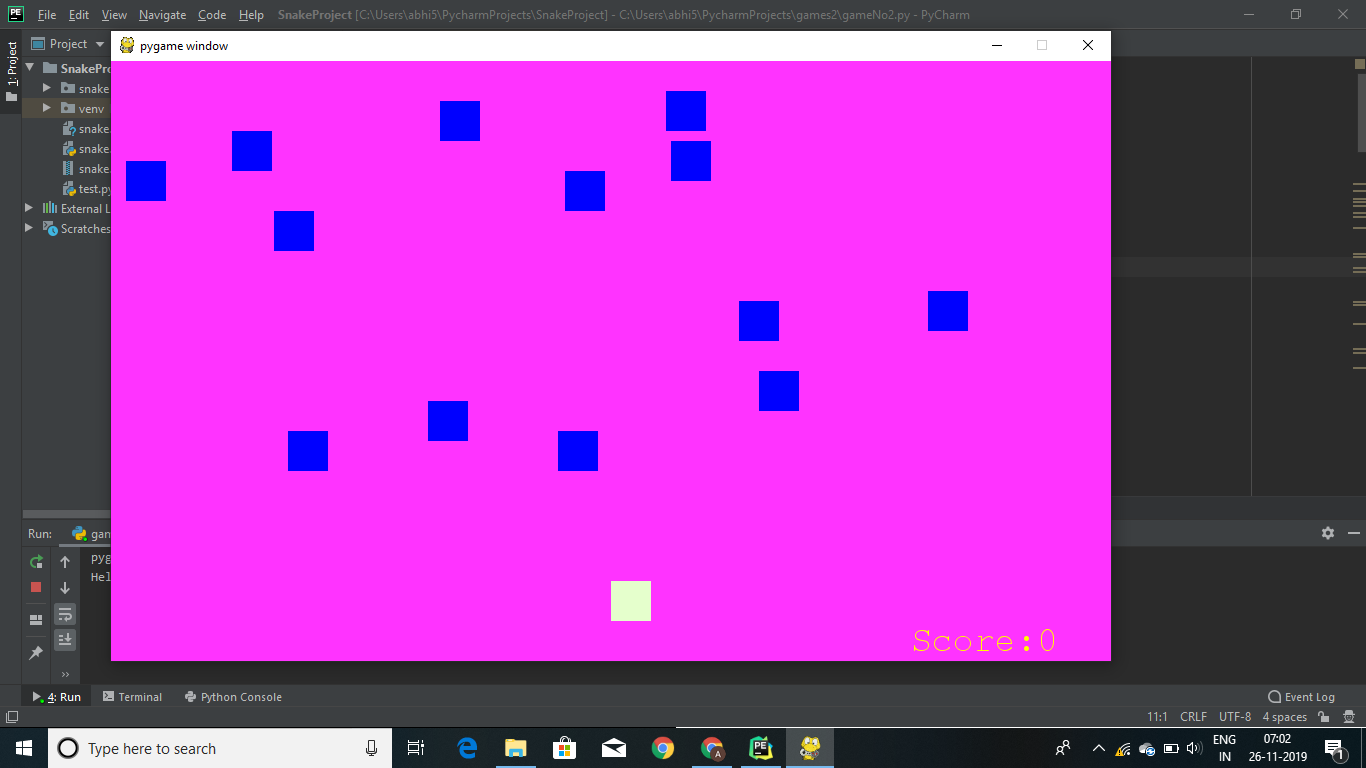 PE File Edit View Navigate Code Help SnakeProject [C:\Users\abhi5\PycharmProjects\SnakeProject] - C:\Users\abhi5\PycharmProjects\games2\gameNo2.py - PyCharm
1: Project
Project
pygame window
SnakePro
snake
venv
snake.
snake.
snake.
test.py
External L
Scratches
Score:0
Run: gam
pyg
Hel
4: Run Terminal Python Console Event Log
11:1 CRLF UTF-8 4 spaces
Type here to search
A
PE
ENG 07:02
IN 26-11-2019
1